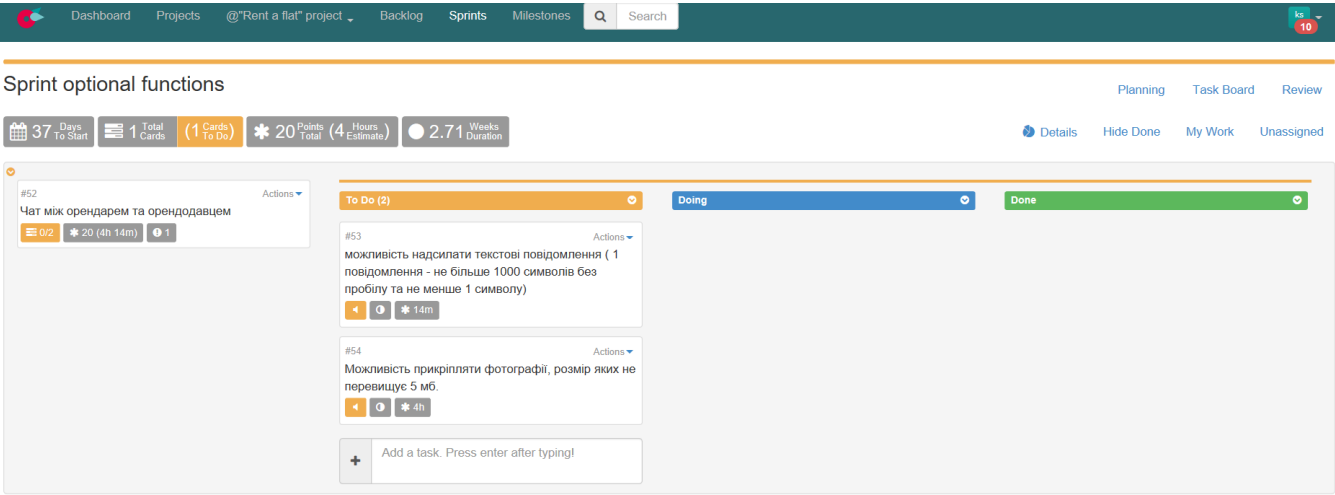 Dashboard Projects @"Rent a flat" project Backlog Sprints Milestones Search ks
10
Sprint optional functions
Planning Task Board Review
37 Days To Start 1 Total Cards (1 Cards To Do) 20 Points Total (4 Hours Estimate) 2.71 Weeks Duration
Details Hide Done My Work Unassigned
#52 Actions
Чат між орендарем та орендодавцем
0/2 20 (4h 14m) 1
To Do (2)
#53 Actions
можливість надсилати текстові повідомлення ( 1
повідомлення - не більше 1000 символів без
пробілу та не менше 1 символу)
14m
#54 Actions
Можливість прикріпляти фотографії, розмір яких не
перевищує 5 мб.
4h
+ Add a task. Press enter after typing!
Doing
Done